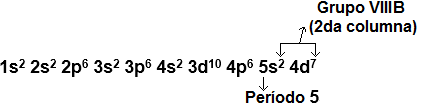 Grupo VIIIB
(2da columna)
1s² 2s² 2p⁶ 3s² 3p⁶ 4s² 3d¹⁰ 4p⁶ 5s² 4d⁷
Período 5